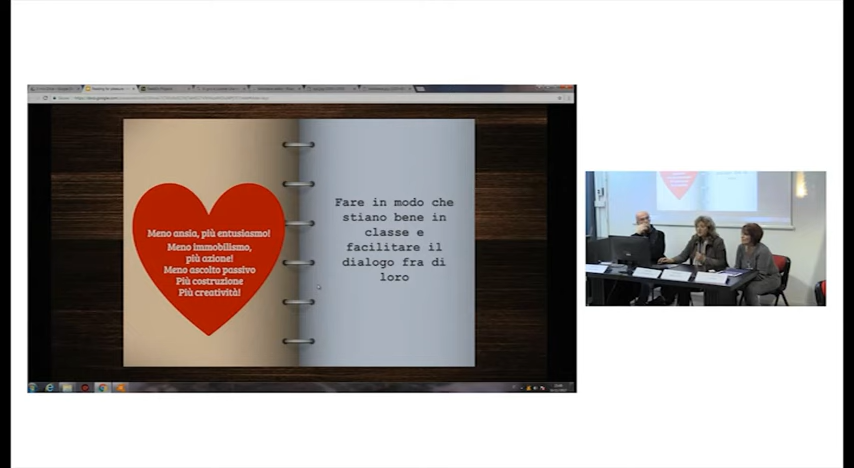 Meno ansia, più entusiasmo!
Meno immobilismo,
più azione!
Meno ascolto passivo
Più costruzione
Più creatività!
Fare in modo che
stiano bene in
classe e
facilitare il
dialogo fra di
loro